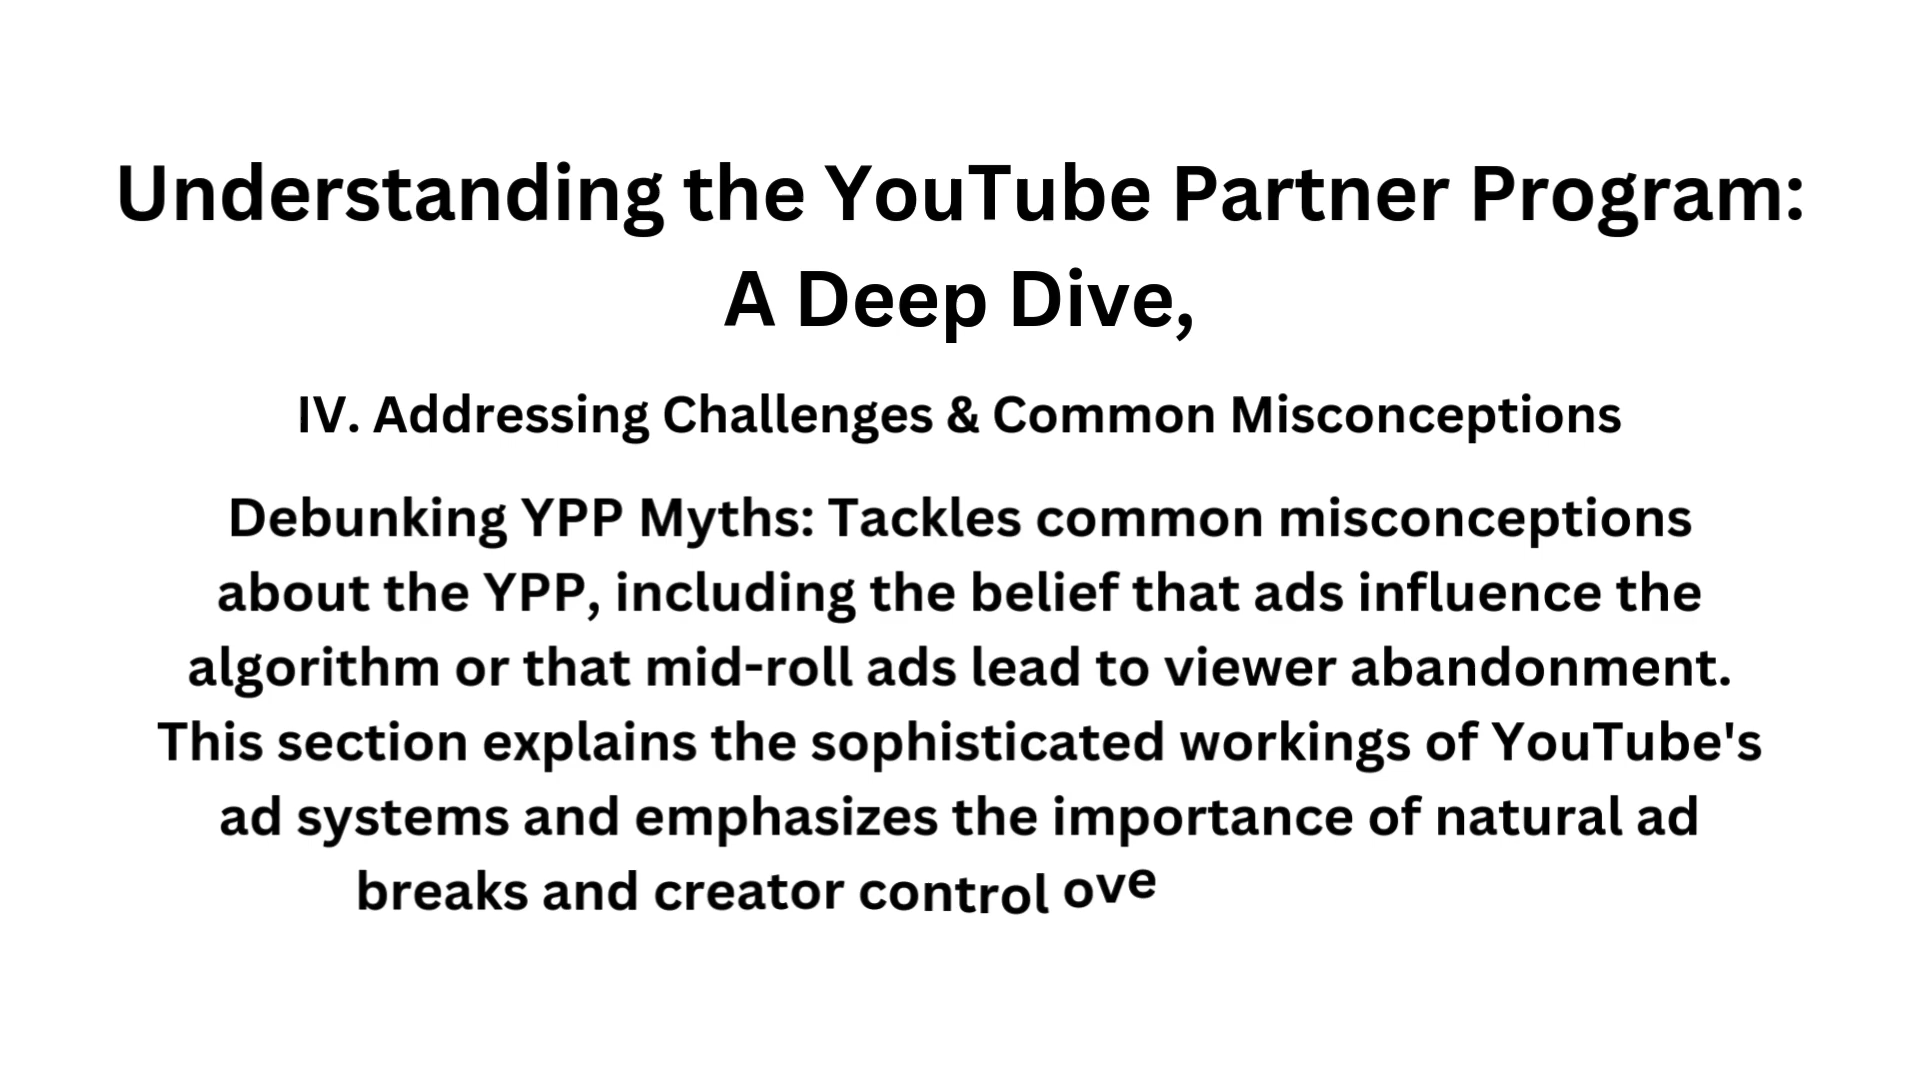 Understanding the YouTube Partner Program:
A Deep Dive,
IV. Addressing Challenges & Common Misconceptions
Debunking YPP Myths: Tackles common misconceptions
about the YPP, including the belief that ads influence the
algorithm or that mid-roll ads lead to viewer abandonment.
This section explains the sophisticated workings of YouTube's
ad systems and emphasizes the importance of natural ad
breaks and creator control ove